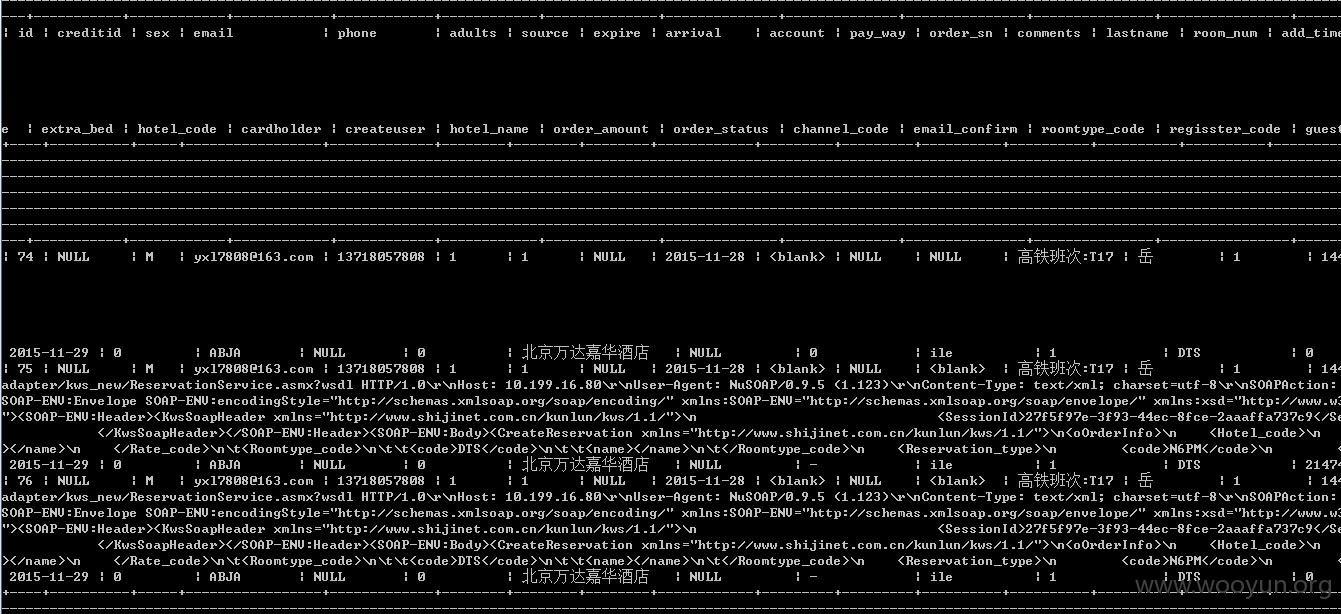 | id | creditid | sex | email | phone | adults | source | expire | arrival | account | pay_way | order_sn | comments | lastname | room_num | add_time
e | extra_bed | hotel_code | cardholder | createuser | hotel_name | order_amount | order_status | channel_code | email_confirm | roomtype_code | regisster_code | guest
| 74 | NULL | M | yxl7808@163.com | 13718057808 | 1 | 1 | NULL | 2015-11-28 | <blank> | NULL | NULL | 高铁班次:T17 | 岳 | 1 | 144
2015-11-29 | 0 | ABJA | NULL | 0 | 北京万达嘉华酒店 | NULL | 0 | ile | 1 | DTS | 0
| 75 | NULL | M | yxl7808@163.com | 13718057808 | 1 | 1 | NULL | 2015-11-28 | <blank> | NULL | <blank> | 高铁班次:T17 | 岳 | 1 | 144
adapter/kws_new/ReservationService.asmx?wsdl HTTP/1.0\r\nHost: 10.199.16.80\r\nUser-Agent: NuSOAP/0.9.5 (1.123)\r\nContent-Type: text/xml; charset=utf-8\r\nSOAPAction:
SOAP-ENV:Envelope SOAP-ENV:encodingStyle="http://schemas.xmlsoap.org/soap/encoding/" xmlns:SOAP-ENV="http://schemas.xmlsoap.org/soap/envelope/" xmlns:xsd="http://www.w3
"><SOAP-ENV:Header><KwsSoapHeader xmlns="http://www.shijinet.com.cn/kunlun/kws/1.1/">\n <SessionId>27f5f97e-3f93-44ec-8fce-2aaaffa737c9</Se
</KwsSoapHeader></SOAP-ENV:Header><SOAP-ENV:Body><CreateReservation xmlns="http://www.shijinet.com.cn/kunlun/kws/1.1/">\n<oOrderInfo>\n <Hotel_code>\n
></name>\n </Rate_code>\n <Roomtype_code>\n\t\t<code>DTS</code>\n\t\t<name></name>\n </Roomtype_code>\n <Reservation_type>\n <code>N6PM</code>\n <
2015-11-29 | 0 | ABJA | NULL | 0 | 北京万达嘉华酒店 | NULL | - | ile | 1 | DTS | 21474
| 76 | NULL | M | yxl7808@163.com | 13718057808 | 1 | 1 | NULL | 2015-11-28 | <blank> | NULL | <blank> | 高铁班次:T17 | 岳 | 1 | 144
adapter/kws_new/ReservationService.asmx?wsdl HTTP/1.0\r\nHost: 10.199.16.80\r\nUser-Agent: NuSOAP/0.9.5 (1.123)\r\nContent-Type: text/xml; charset=utf-8\r\nSOAPAction:
SOAP-ENV:Envelope SOAP-ENV:encodingStyle="http://schemas.xmlsoap.org/soap/encoding/" xmlns:SOAP-ENV="http://schemas.xmlsoap.org/soap/envelope/" xmlns:xsd="http://www.w3
"><SOAP-ENV:Header><KwsSoapHeader xmlns="http://www.shijinet.com.cn/kunlun/kws/1.1/">\n <SessionId>27f5f97e-3f93-44ec-8fce-2aaaffa737c9</Se
</KwsSoapHeader></SOAP-ENV:Header><SOAP-ENV:Body><CreateReservation xmlns="http://www.shijinet.com.cn/kunlun/kws/1.1/">\n<oOrderInfo>\n <Hotel_code>\n
></name>\n </Rate_code>\n <Roomtype_code>\n\t\t<code>DTS</code>\n\t\t<name></name>\n </Roomtype_code>\n <Reservation_type>\n <code>N6PM</code>\n <
2015-11-29 | 0 | ABJA | NULL | 0 | 北京万达嘉华酒店 | NULL | - | ile | 1 | DTS | 0
www.wooyun.org